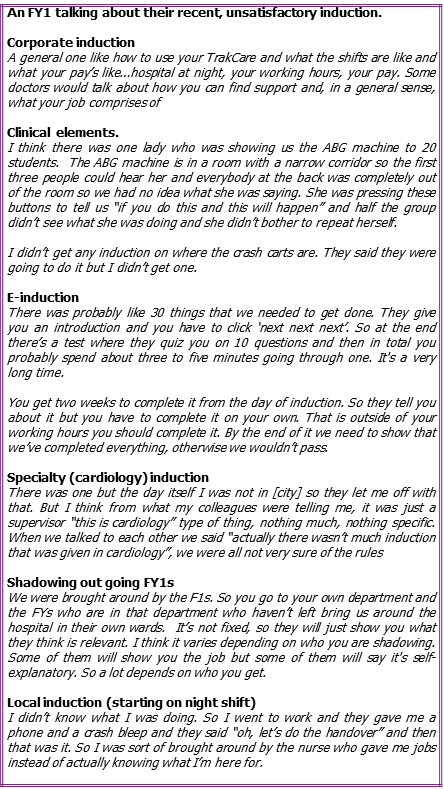 An FY1 talking about their recent, unsatisfactory induction.
Corporate induction
A general one like how to use your TrakCare and what the shifts are like and
what your pay's like...hospital at night, your working hours, your pay. Some
doctors would talk about how you can find support and, in a general sense,
what your job comprises of
Clinical elements.
I think there was one lady who was showing us the ABG machine to 20
students. The ABG machine is in a room with a narrow corridor so the first
three people could hear her and everybody at the back was completely out
of the room so we had no idea what she was saying. She was pressing these
buttons to tell us “if you do this and this will happen” and half the group
didn't see what she was doing and she didn't bother to repeat herself.
I didn't get any induction on where the crash carts are. They said they were
going to do it but I didn't get one.
E-induction
There was probably like 30 things that we needed to get done. They give
you an introduction and you have to click ‘next next next’. So at the end
there's a test where they quiz you on 10 questions and then in total you
probably spend about three to five minutes going through one. It's a very
long time.
You get two weeks to complete it from the day of induction. So they tell you
about it but you have to complete it on your own. That is outside of your
working hours you should complete it. By the end of it we need to show that
we've completed everything, otherwise we wouldn't pass.
Specialty (cardiology) induction
There was one but the day itself I was not in [city] so they let me off with
that. But I think from what my colleagues were telling me, it was just a
supervisor “this is cardiology” type of thing, nothing much, nothing specific.
When we talked to each other we said “actually there wasn't much induction
that was given in cardiology”, we were all not very sure of the rules
Shadowing out going FY1s
We were brought around by the F1s. So you go to your own department and
the FYs who are in that department who haven't left bring us around the
hospital in their own wards. It's not fixed, so they will just show you what
they think is relevant. I think it varies depending on who you are shadowing.
Some of them will show you the job but some of them will say it's self-
explanatory. So a lot depends on who you get.
Local induction (starting on night shift)
I didn't know what I was doing. So I went to work and they gave me a
phone and a crash bleep and they said “oh, let's do the handover” and then
that was it. So I was sort of brought around by the nurse who gave me jobs
instead of actually knowing what I'm here for.